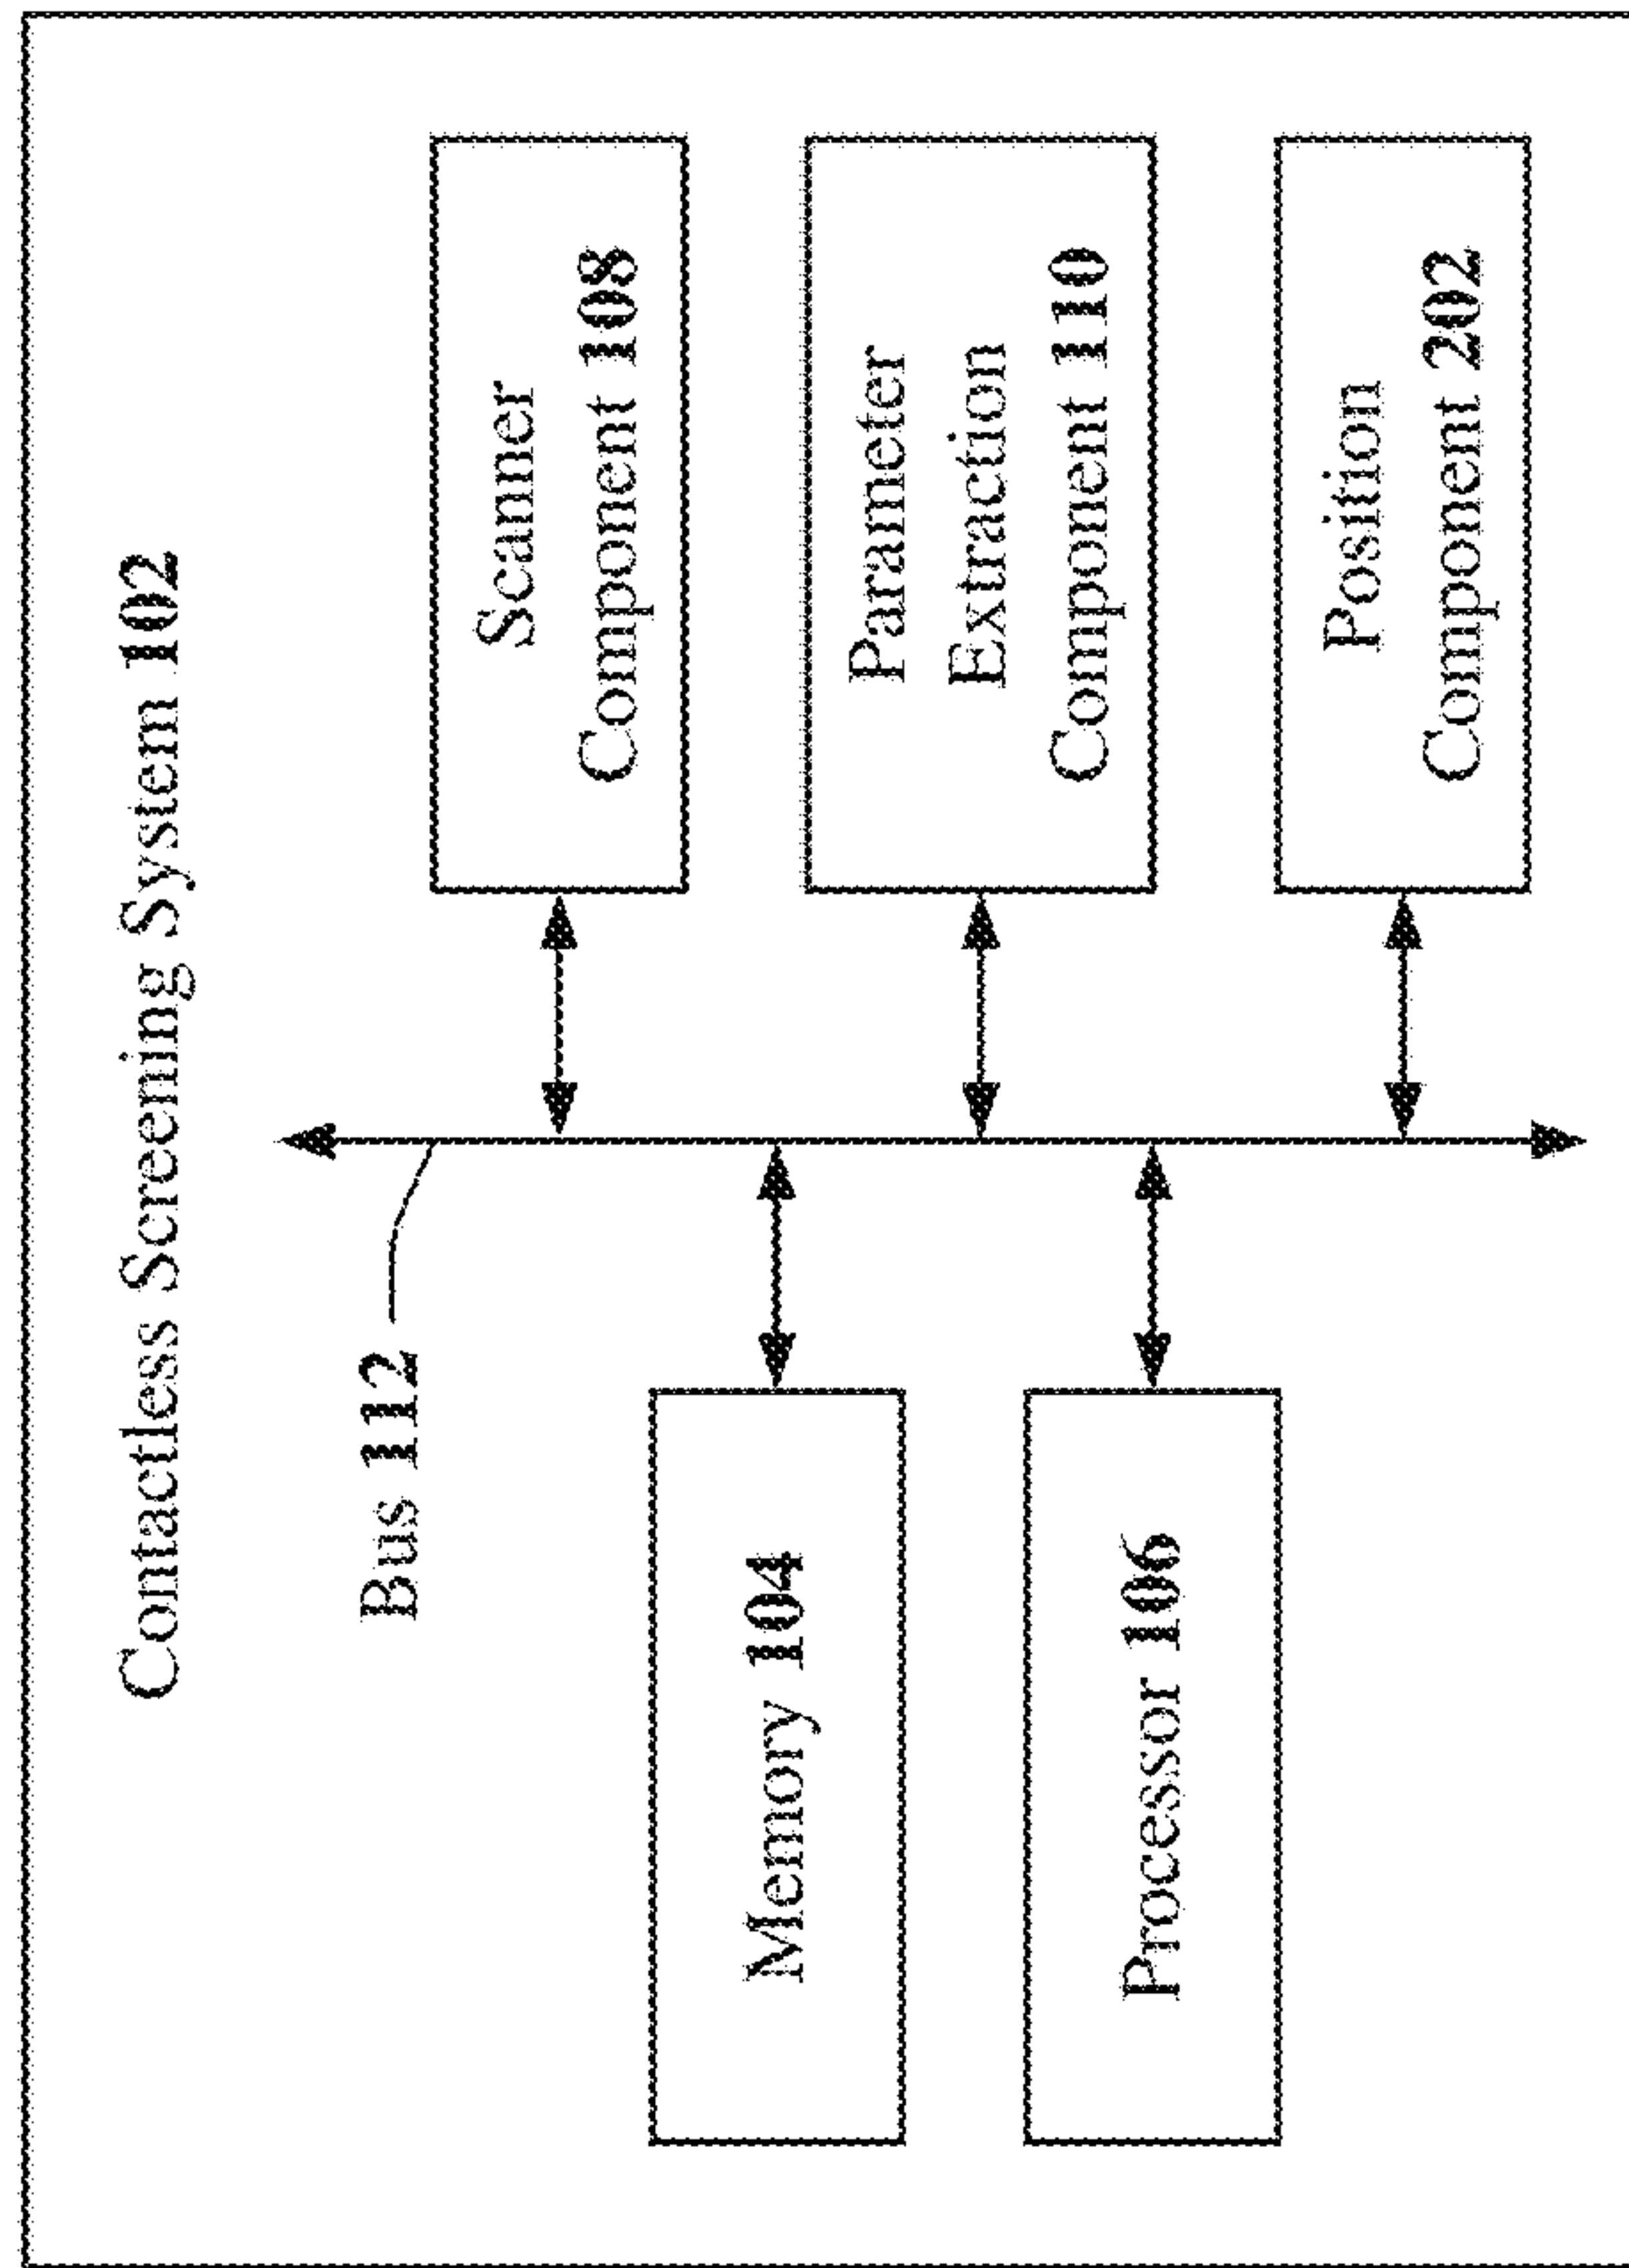 Contactless Screening System 102
Bus 112
Memory 104
Processor 106
Scanner
Component 108
Parameter
Extraction
Component 110
Position
Component 202